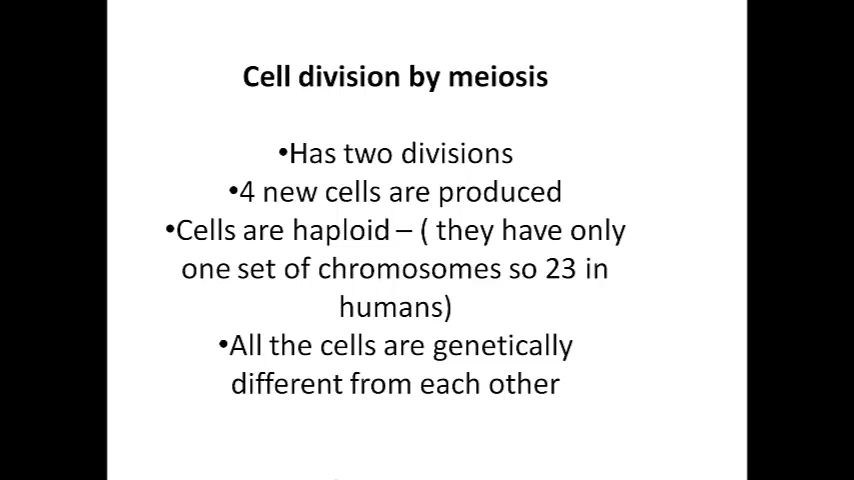 Cell division by meiosis
•Has two divisions
•4 new cells are produced
•Cells are haploid – ( they have only
one set of chromosomes so 23 in
humans)
•All the cells are genetically
different from each other